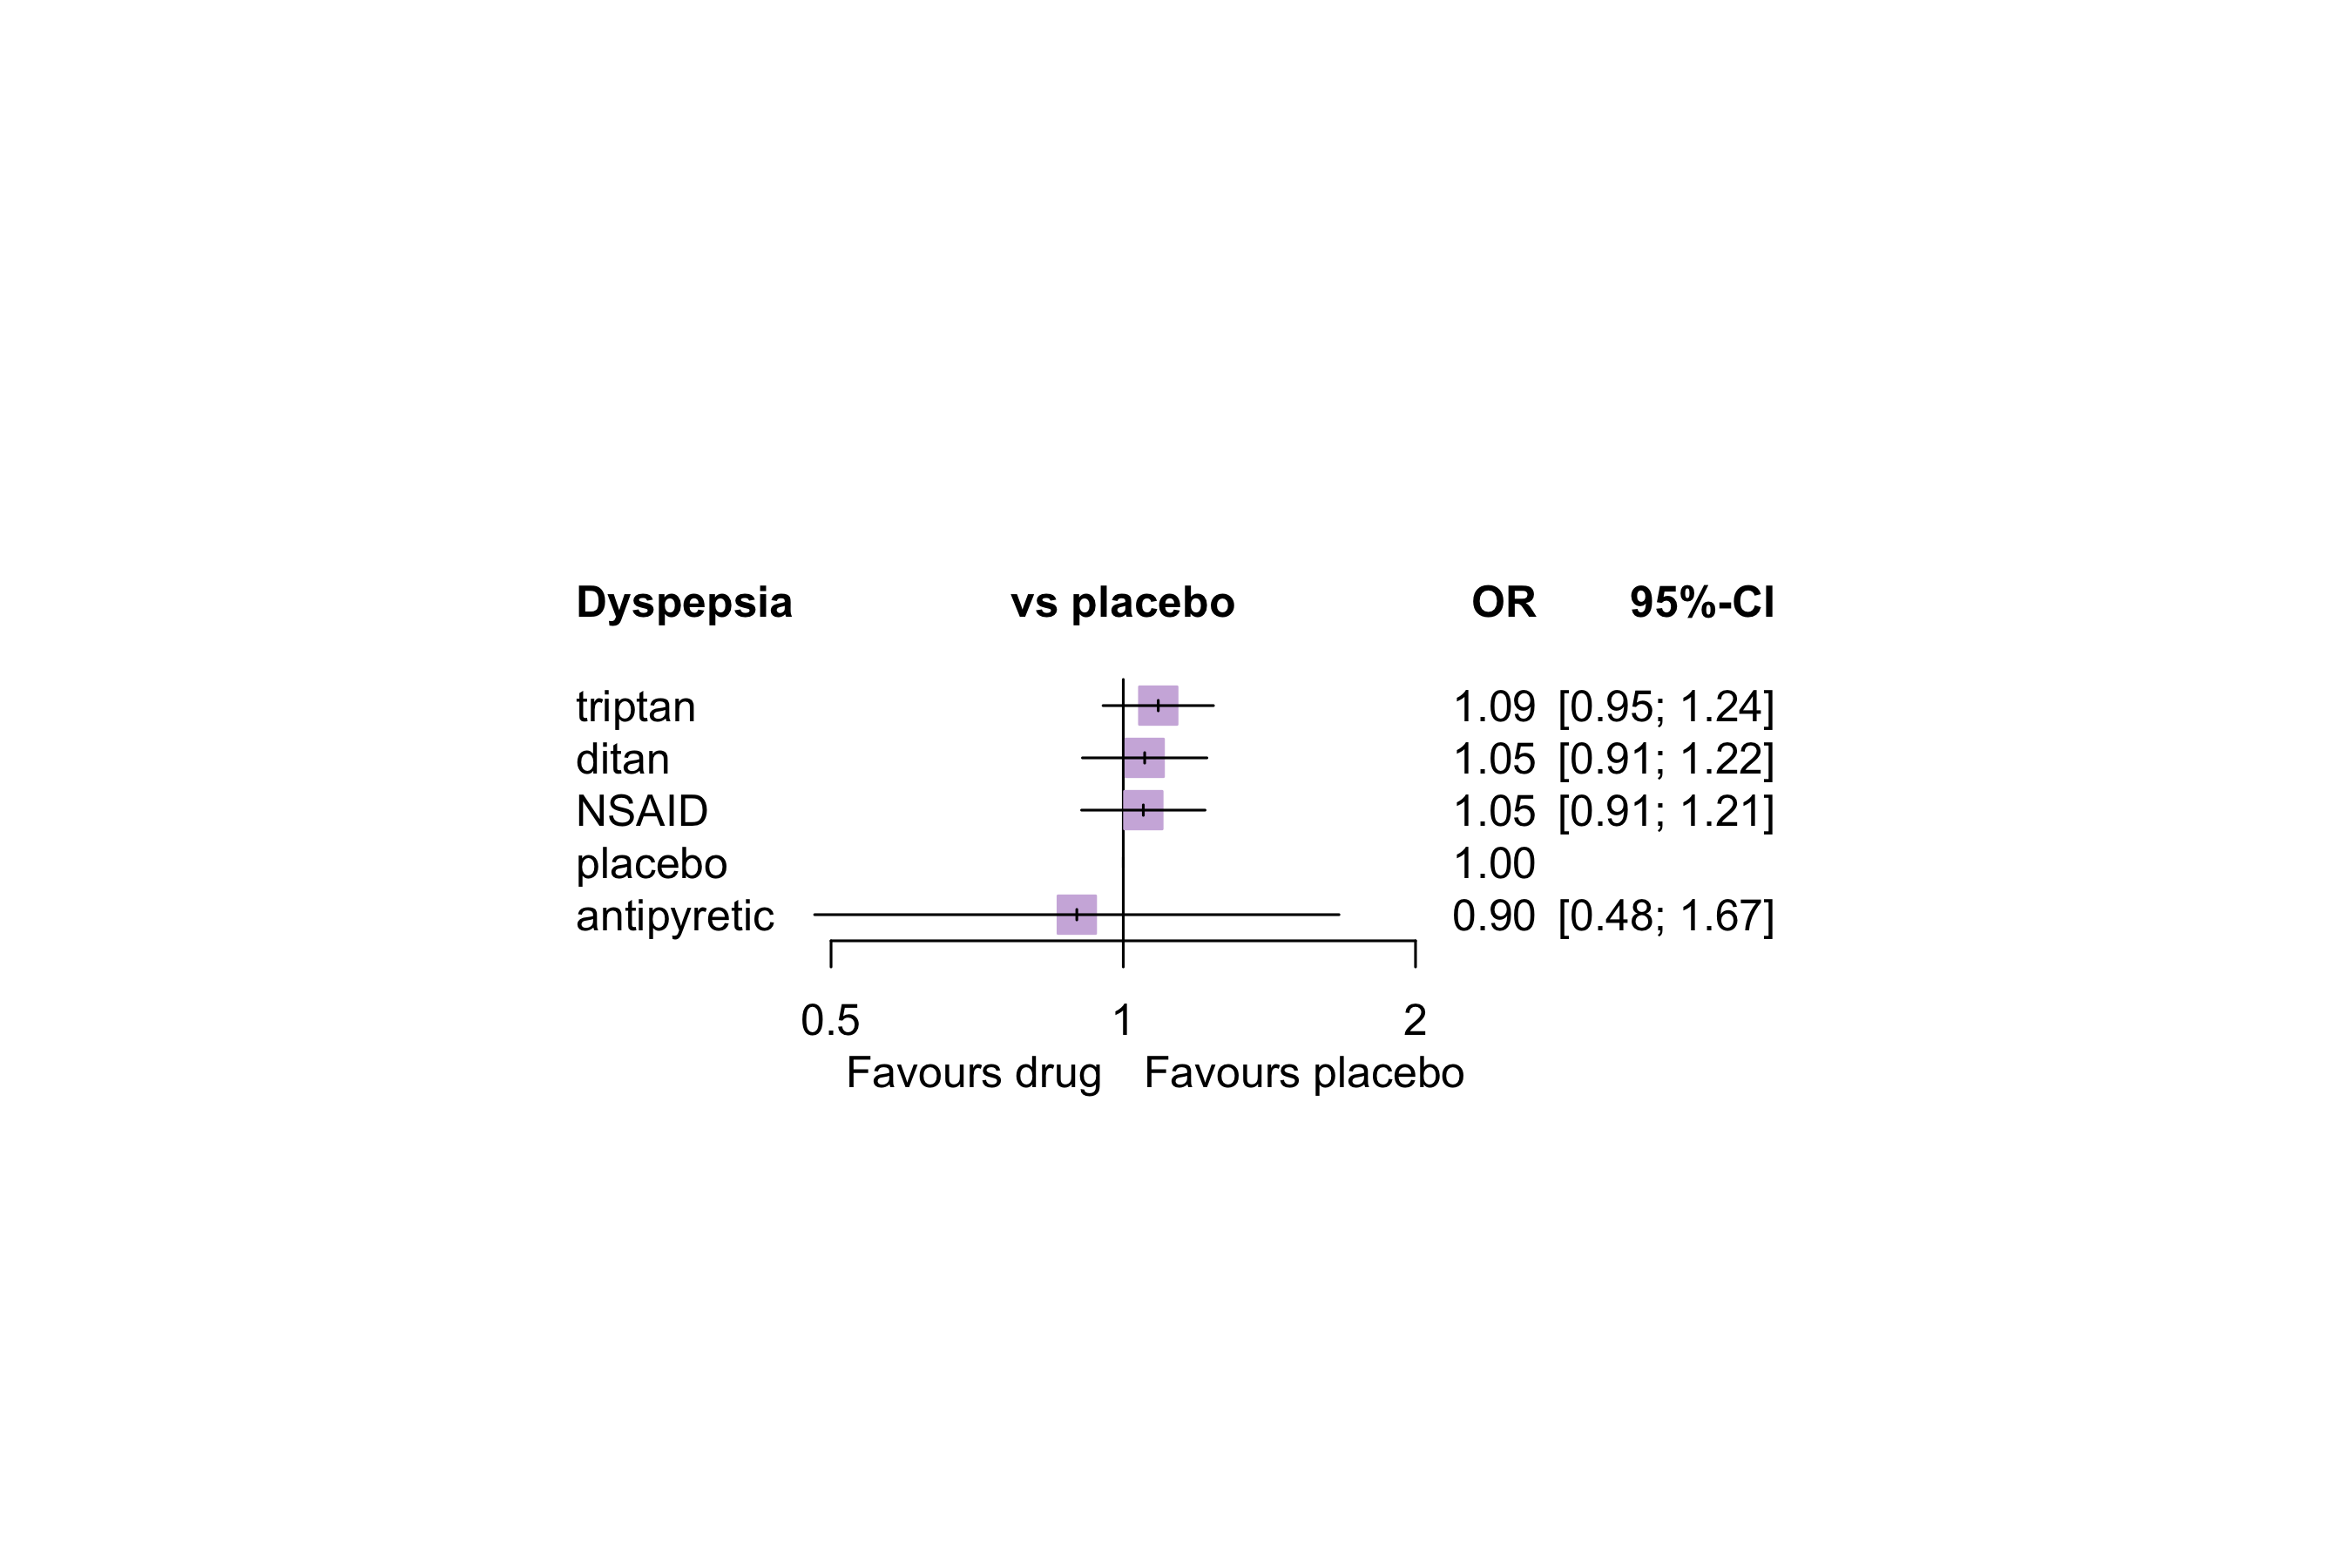 Dyspepsia vs placebo OR 95%-CI
triptan 1.09 [0.95; 1.24]
ditan 1.05 [0.91; 1.22]
NSAID 1.05 [0.91; 1.21]
placebo 1.00
antipyretic 0.90 [0.48; 1.67]
0.5 1 2
Favours drug Favours placebo